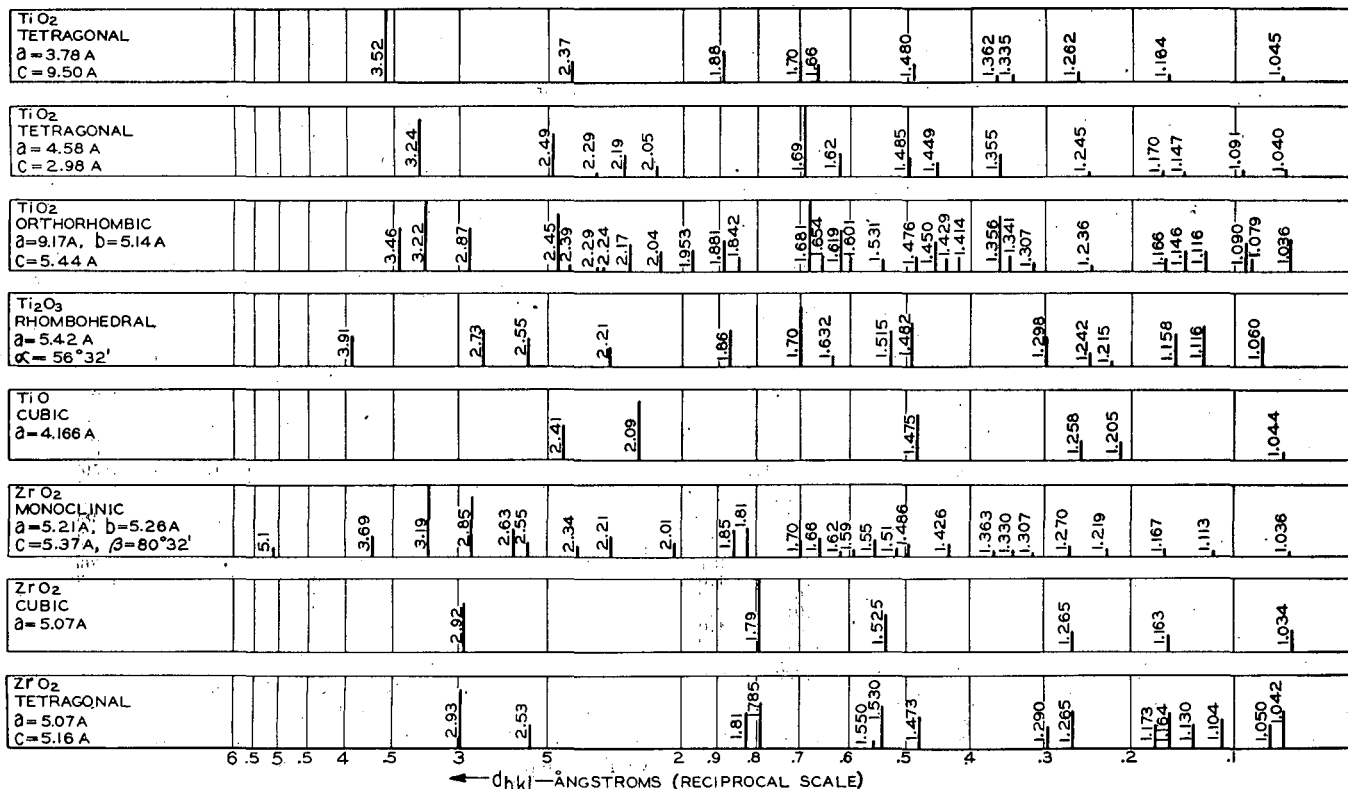 TiO2
TETRAGONAL
a=3.78 A
C=9.50 A
3.52 2.37 1.88 1.70 1.66 1.480 1.362 1.335 1.262 1.164 1.045
TiO2
TETRAGONAL
a=4.58 A
C=2.98 A
3.24 2.49 2.29 2.19 2.05 1.69 1.62 1.485 1.449 1.355 1.245 1.170 1.147 1.091 1.040
TiO2
ORTHORHOMBIC
a=9.17A, b=5.14 A
C=5.44 A
3.46 3.22 2.87 2.45 2.39 2.29 2.24 2.17 2.04 1.953 1.881 1.842 1.681 1.654 1.619 1.601 1.531 1.476 1.450 1.429 1.414 1.356 1.341 1.307 1.236 1.166 1.146 1.116 1.090 1.079 1.036
Ti2O3
RHOMBOHEDRAL
a=5.42 A
α=56°32'
3.91 2.73 2.55 2.21 1.86 1.70 1.632 1.515 1.482 1.298 1.242 1.215 1.158 1.116 1.060
TiO
CUBIC
a=4.166A
2.41 2.09 1.475 1.258 1.205 1.044
ZrO2
MONOCLINIC
a=5.21A, b=5.26A
C=5.37A, β=80°32'
5.1 3.69 3.19 2.85 2.63 2.55 2.34 2.21 2.01 1.85 1.81 1.70 1.66 1.62 1.59 1.55 1.51 1.486 1.426 1.363 1.330 1.307 1.270 1.219 1.167 1.113 1.036
ZrO2
CUBIC
a=5.07A
2.92 1.79 1.525 1.265 1.163 1.034
ZrO2
TETRAGONAL
a=5.07A
C=5.16 A
2.93 2.53 1.81 1.785 1.550 1.530 1.473 1.290 1.265 1.173 1.164 1.130 1.104 1.050 1.042
6 .5 5 .5 4 .5 .3 5 2 .9 .8 .7 .6 .5 .4 .3 .2 .1
dhkl—ÅNGSTROMS (RECIPROCAL SCALE)